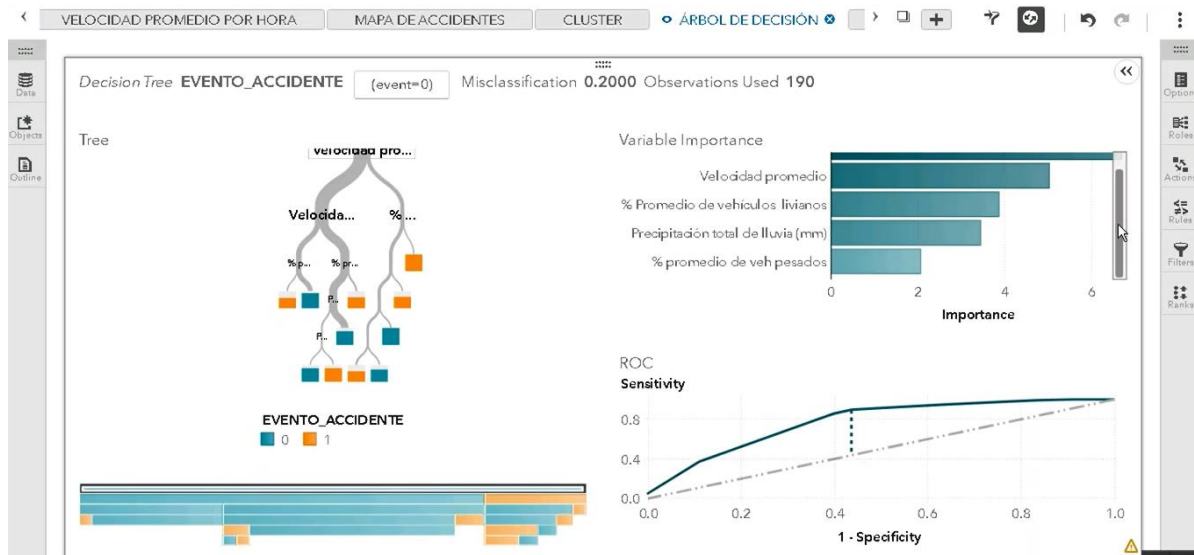 VELOCIDAD PROMEDIO POR HORA
MAPA DE ACCIDENTES
CLUSTER
ÁRBOL DE DECISIÓN
Data
Objects
Outline
Decision Tree EVENTO_ACCIDENTE (event=0) Misclassification 0.2000 Observations Used 190
Tree
velocidad pro...
Velocida...
% ...
% p...
% pr...
P...
P...
EVENTO_ACCIDENTE
0 1
Variable Importance
Velocidad promedio
% Promedio de vehículos livianos
Precipitación total de lluvia (mm)
% promedio de veh pesados
0 2 4 6
Importance
ROC
Sensitivity
0.8
0.4
0.0
0.0 0.2 0.4 0.6 0.8 1.0
1 - Specificity
Option
Roles
Action
Rules
Filters
Ranks